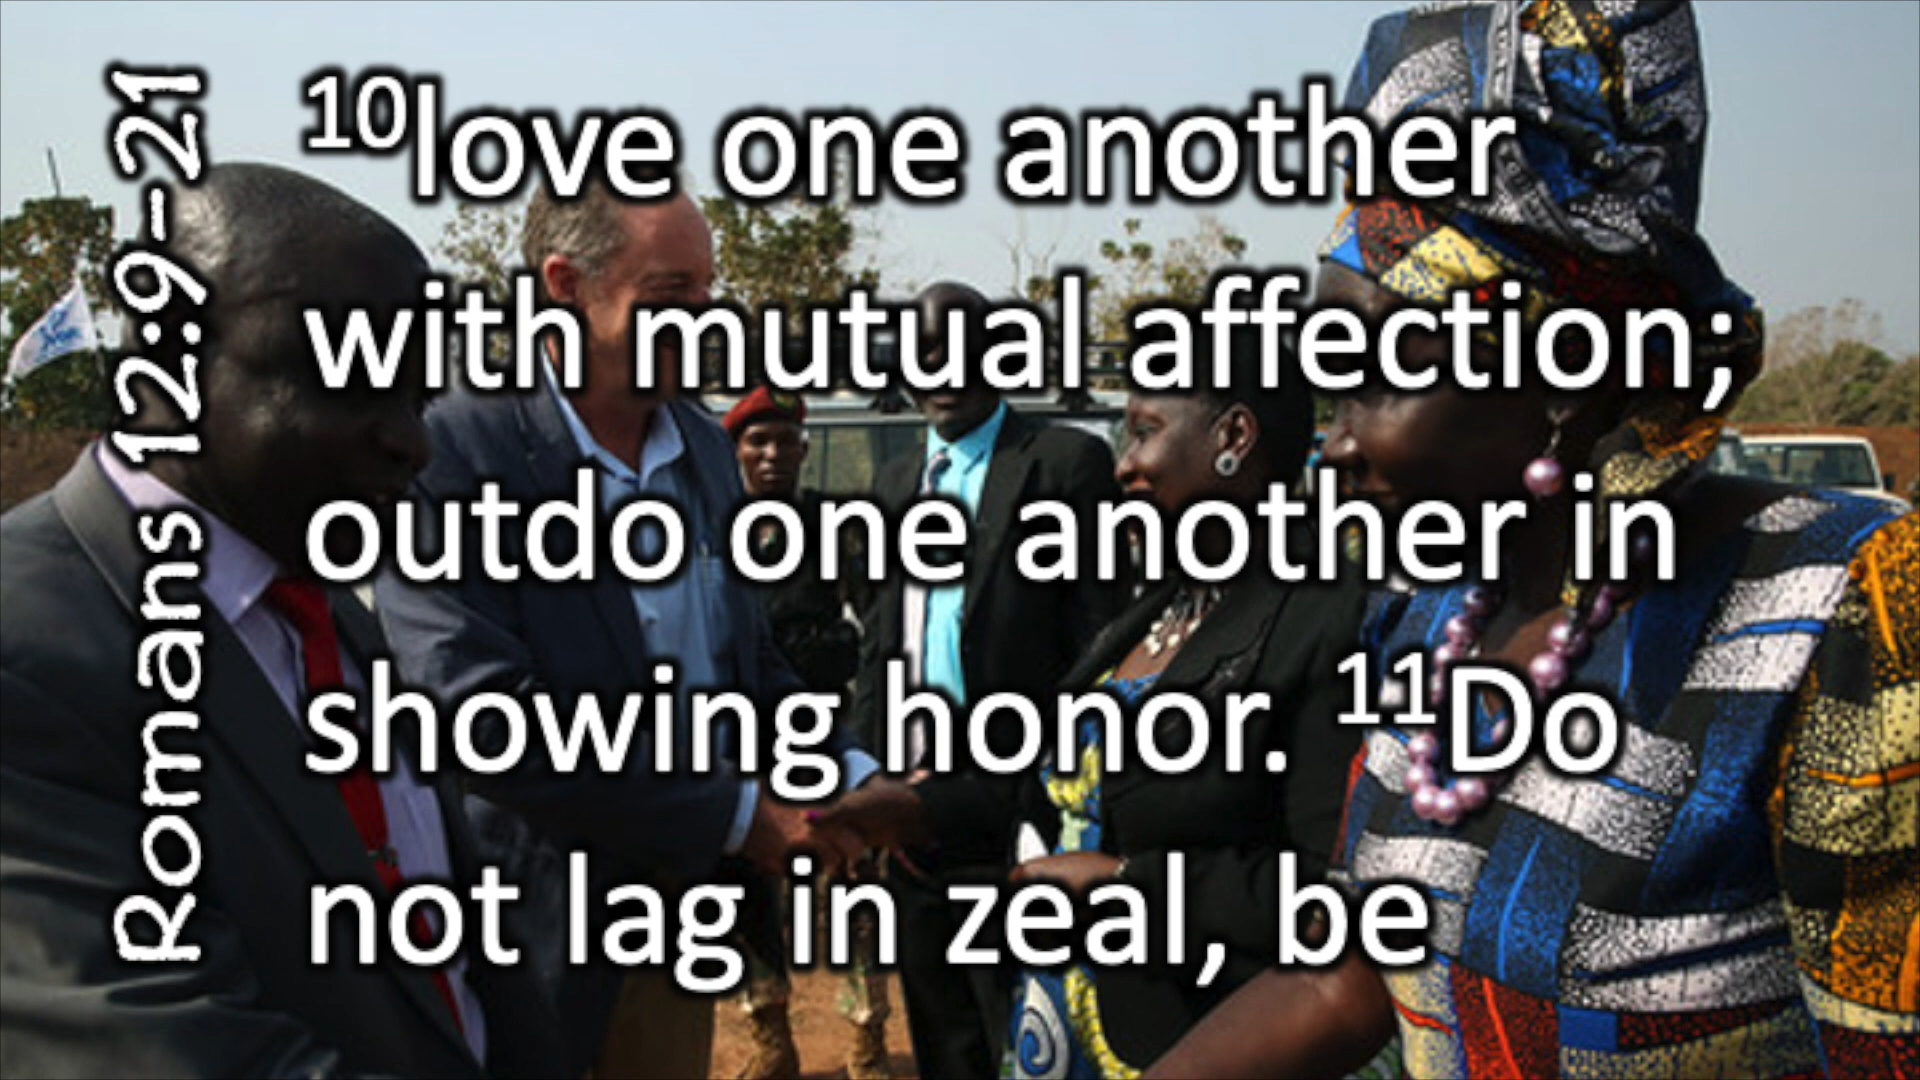 Romans 12:9-21
¹⁰love one another
with mutual affection;
outdo one another in
showing honor. ¹¹Do
not lag in zeal, be